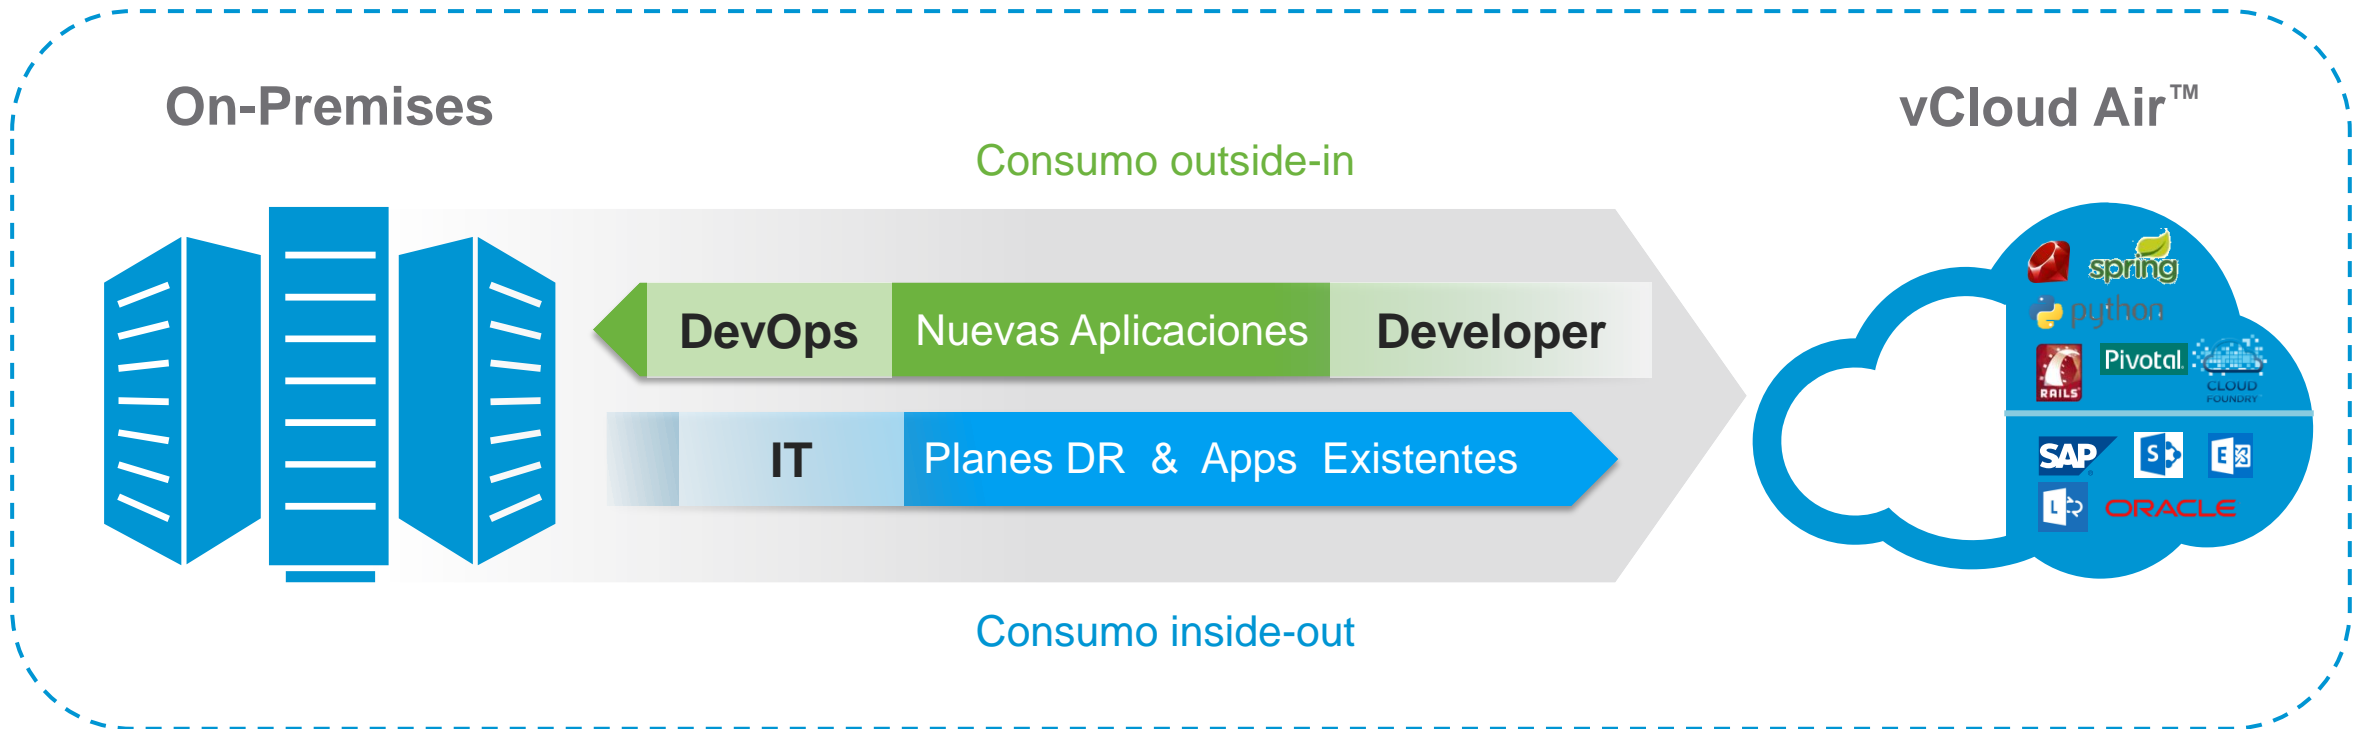 On-Premises
vCloud Air™
Consumo outside-in
DevOps Nuevas Aplicaciones Developer
IT Planes DR & Apps Existentes
Consumo inside-out
spring
python
RAILS
Pivotal
CLOUD
FOUNDRY
SAP
S
E
L
ORACLE